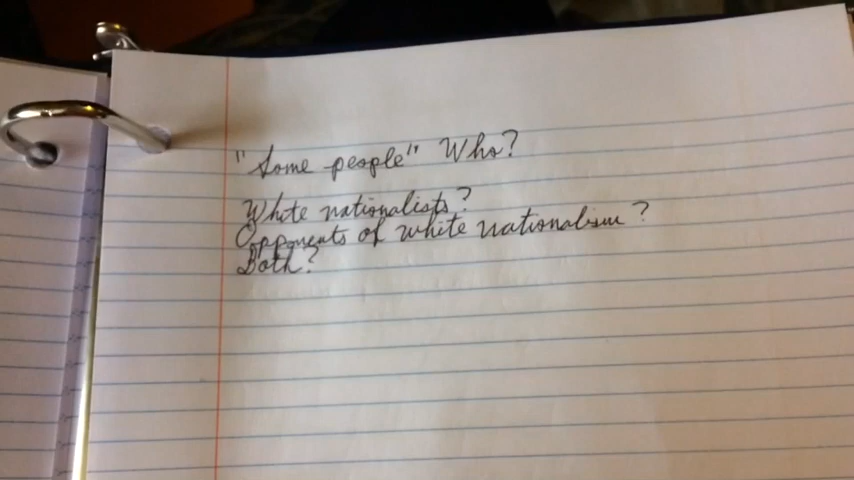 "Some people" Who?
White nationalists?
Opponents of white nationalism?
Both?